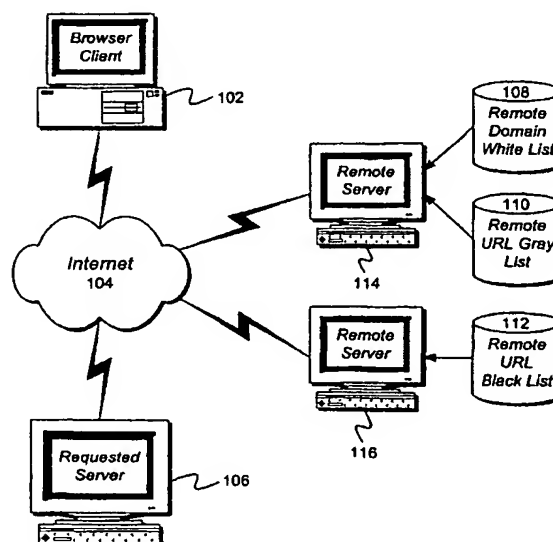 Browser
Client
102
108
Remote
Domain
White List
Remote
Server
114
110
Remote
URL Gray
List
Internet
104
Remote
Server
116
112
Remote
URL
Black List
Requested
Server
106